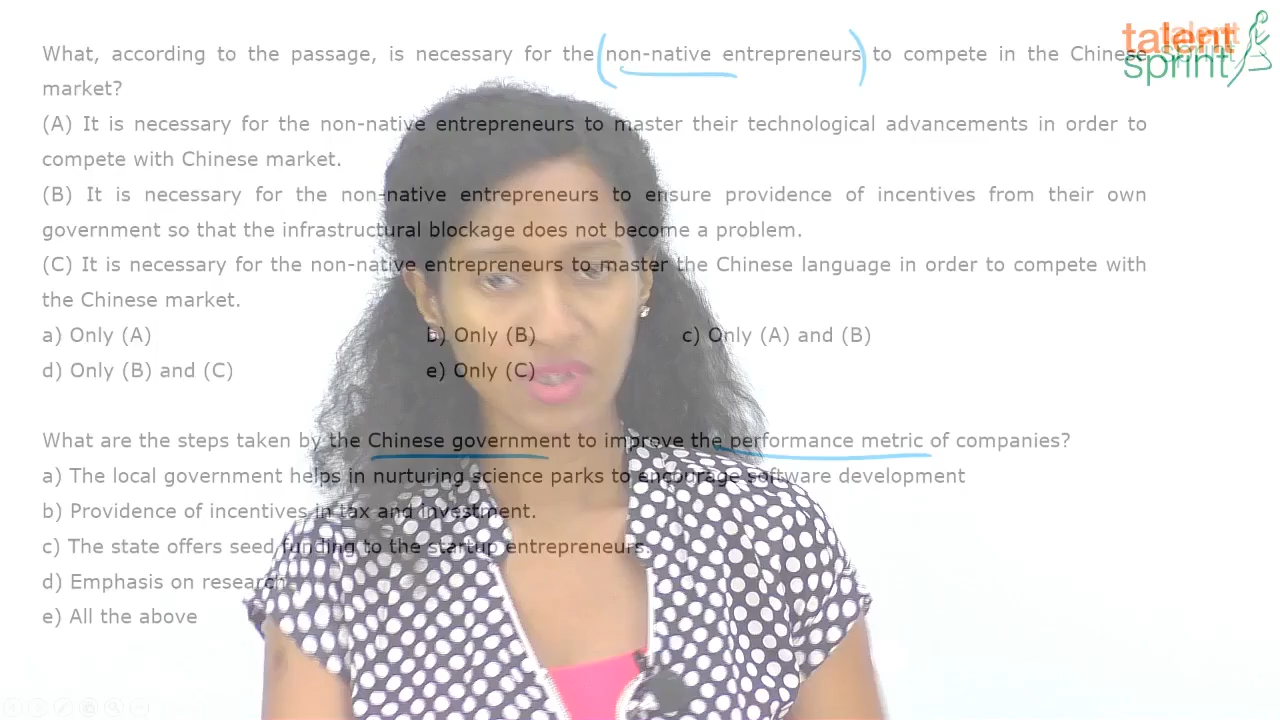 talent
sprint
What, according to the passage, is necessary for the non-native entrepreneurs to compete in the Chinese
market?
(A) It is necessary for the non-native entrepreneurs to master their technological advancements in order to
compete with Chinese market.
(B) It is necessary for the non-native entrepreneurs to ensure providence of incentives from their own
government so that the infrastructural blockage does not become a problem.
(C) It is necessary for the non-native entrepreneurs to master the Chinese language in order to compete with
the Chinese market.
a) Only (A) b) Only (B) c) Only (A) and (B)
d) Only (B) and (C) e) Only (C)
What are the steps taken by the Chinese government to improve the performance metric of companies?
a) The local government helps in nurturing science parks to encourage software development
b) Providence of incentives in tax and investment.
c) The state offers seed funding to the startup entrepreneurs.
d) Emphasis on research
e) All the above